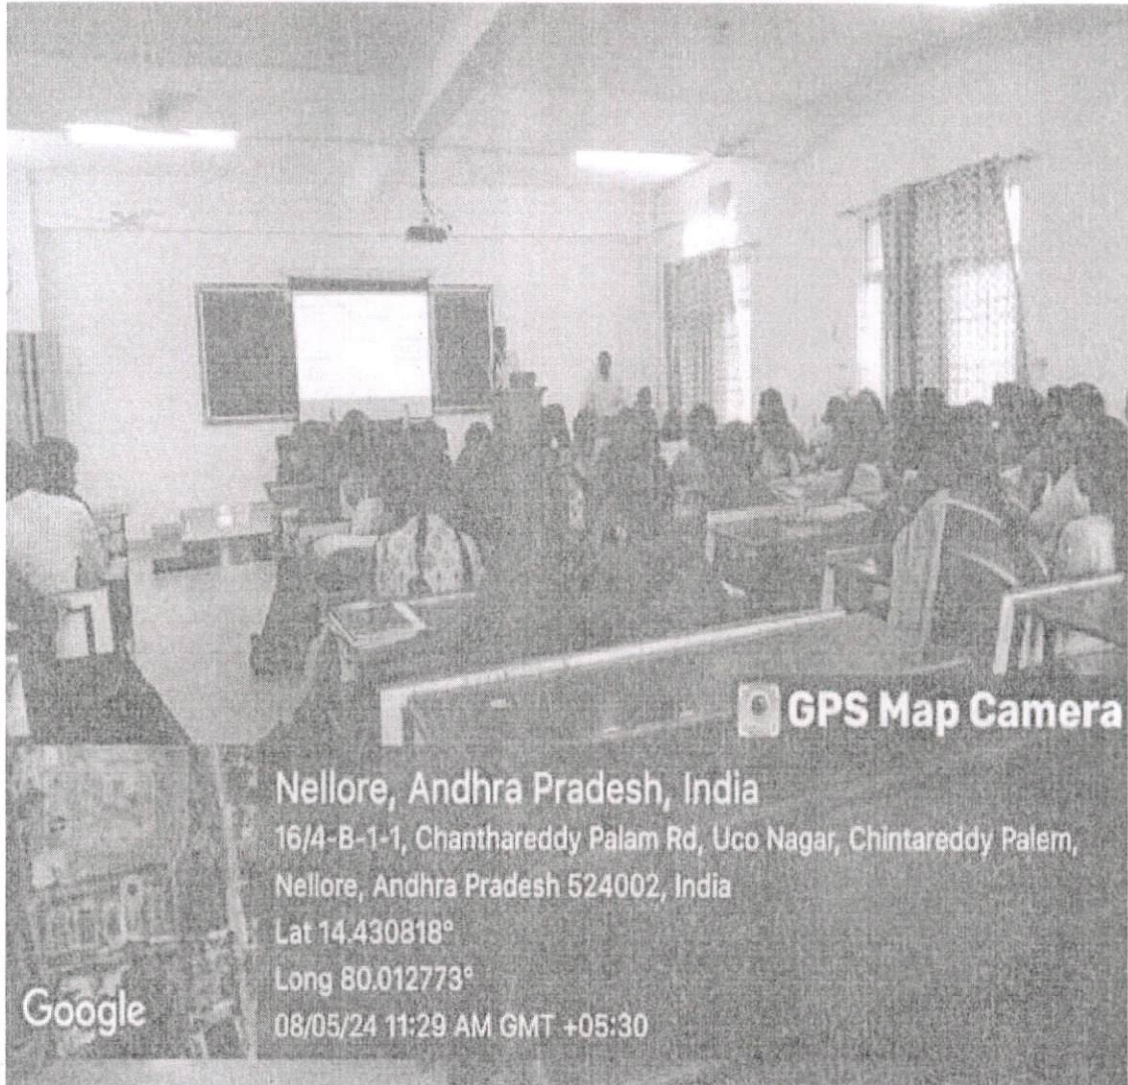 GPS Map Camera
Nellore, Andhra Pradesh, India
16/4-B-1-1, Chanthareddy Palam Rd, Uco Nagar, Chintareddy Palem,
Nellore, Andhra Pradesh 524002, India
Lat 14.430818°
Long 80.012773°
08/05/24 11:29 AM GMT +05:30
Google